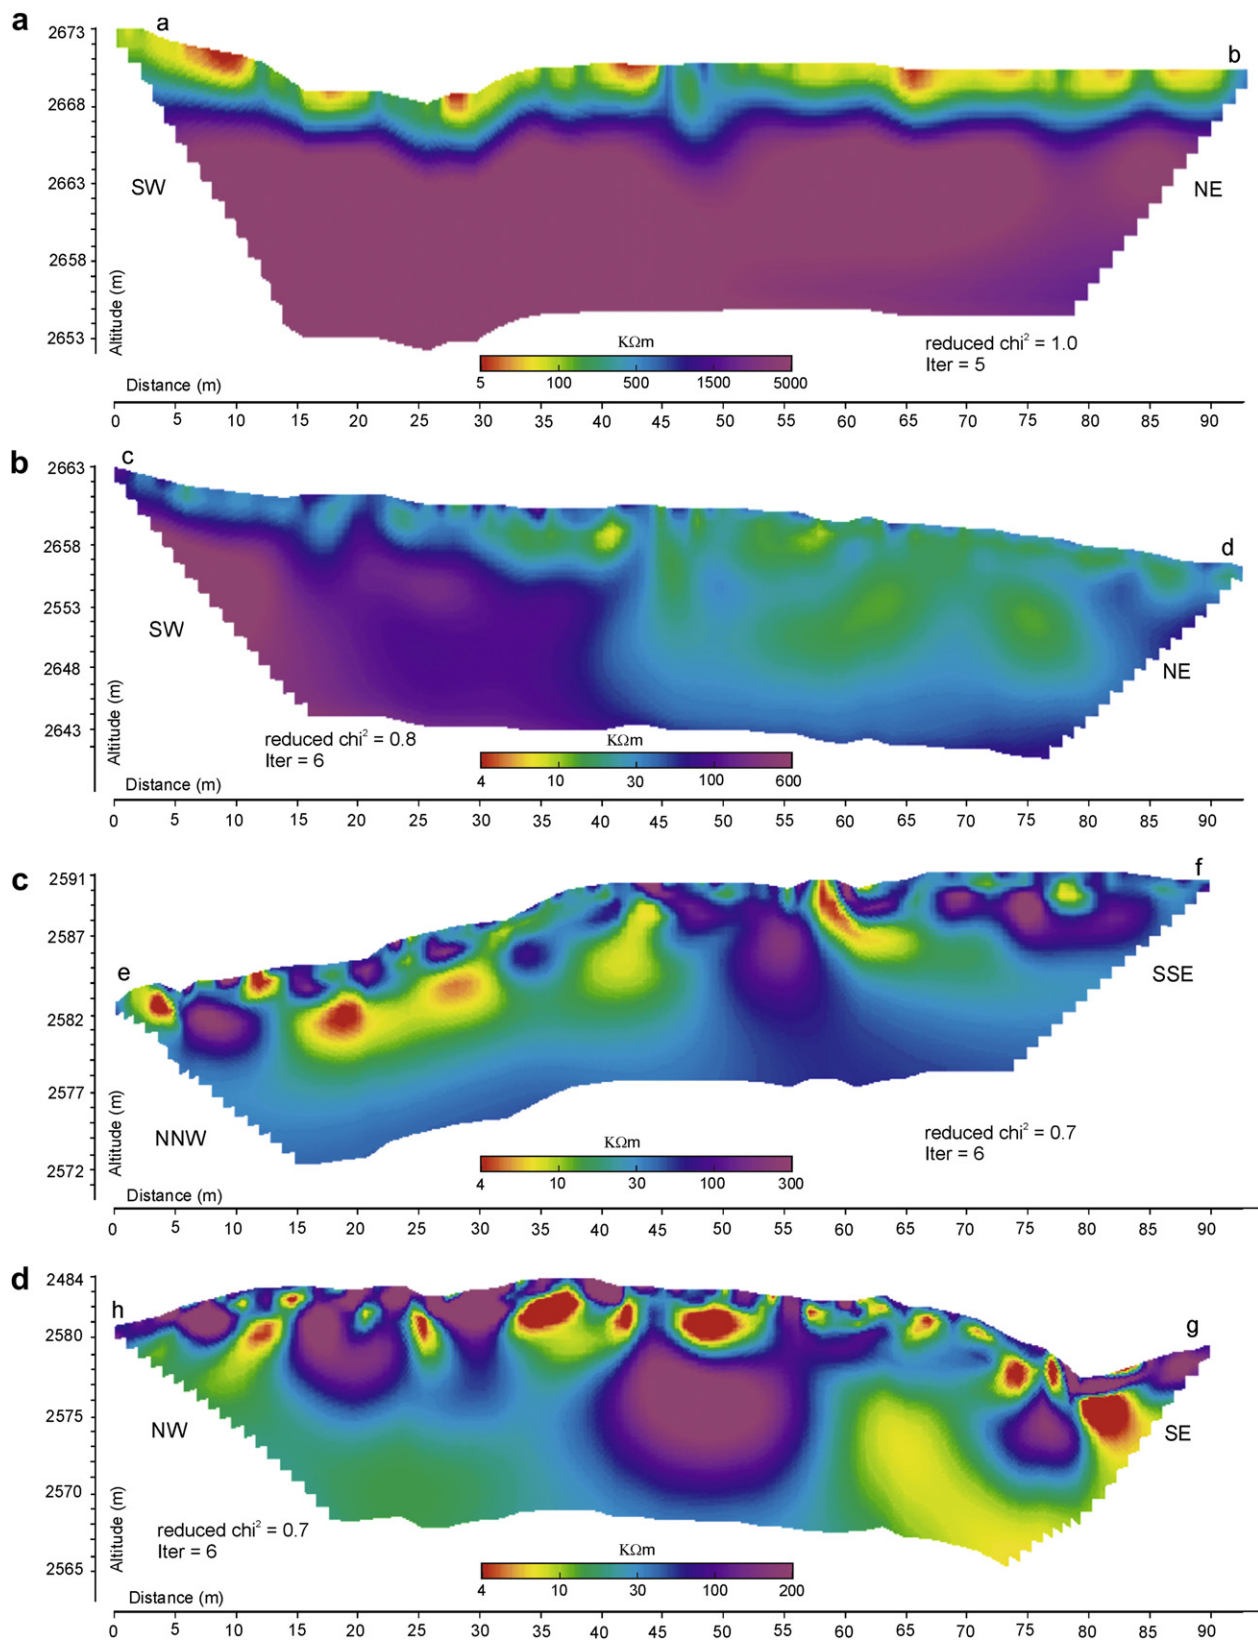 a
a
b
2673
2668
2663
2658
2653
Altitude (m)
SW
NE
KΩm
5 100 500 1500 5000
reduced chi² = 1.0
Iter = 5
Distance (m)
0 5 10 15 20 25 30 35 40 45 50 55 60 65 70 75 80 85 90
b
c
d
2663
2658
2553
2648
2643
Altitude (m)
SW
NE
reduced chi² = 0.8
Iter = 6
KΩm
4 10 30 100 600
Distance (m)
0 5 10 15 20 25 30 35 40 45 50 55 60 65 70 75 80 85 90
c
e
f
2591
2587
2582
2577
2572
Altitude (m)
NNW
SSE
KΩm
4 10 30 100 300
reduced chi² = 0.7
Iter = 6
Distance (m)
0 5 10 15 20 25 30 35 40 45 50 55 60 65 70 75 80 85 90
d
h
g
2484
2580
2575
2570
2565
Altitude (m)
NW
SE
reduced chi² = 0.7
Iter = 6
KΩm
4 10 30 100 200
Distance (m)
0 5 10 15 20 25 30 35 40 45 50 55 60 65 70 75 80 85 90